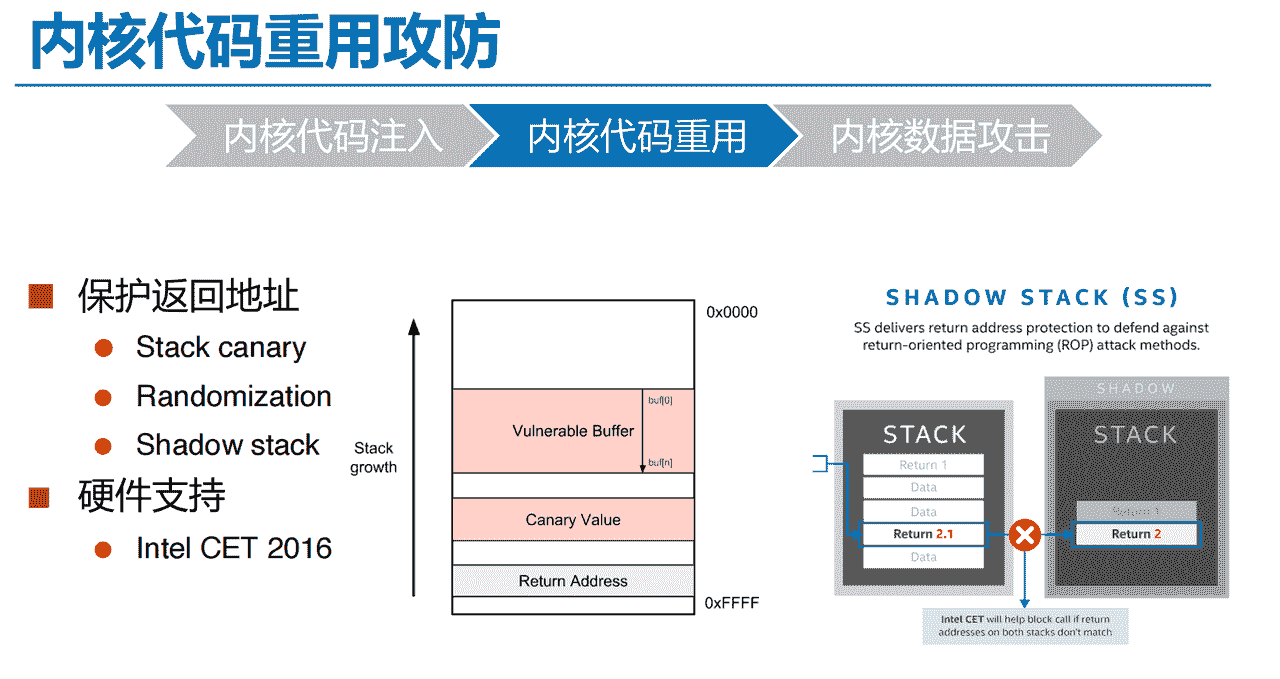 内核代码重用攻防
内核代码注入
内核代码重用
内核数据攻击
保护返回地址
Stack canary
Randomization
Shadow stack
硬件支持
Intel CET 2016
Stack
growth
0x0000
buf[0]
Vulnerable Buffer
buf[n]
Canary Value
Return Address
0xFFFF
SHADOW STACK (SS)
SS delivers return address protection to defend against
return-oriented programming (ROP) attack methods.
STACK
Return 1
Data
Data
Return 2.1
Data
SHADOW
STACK
Return 1
Return 2
Intel CET will help block call if return
addresses on both stacks don't match